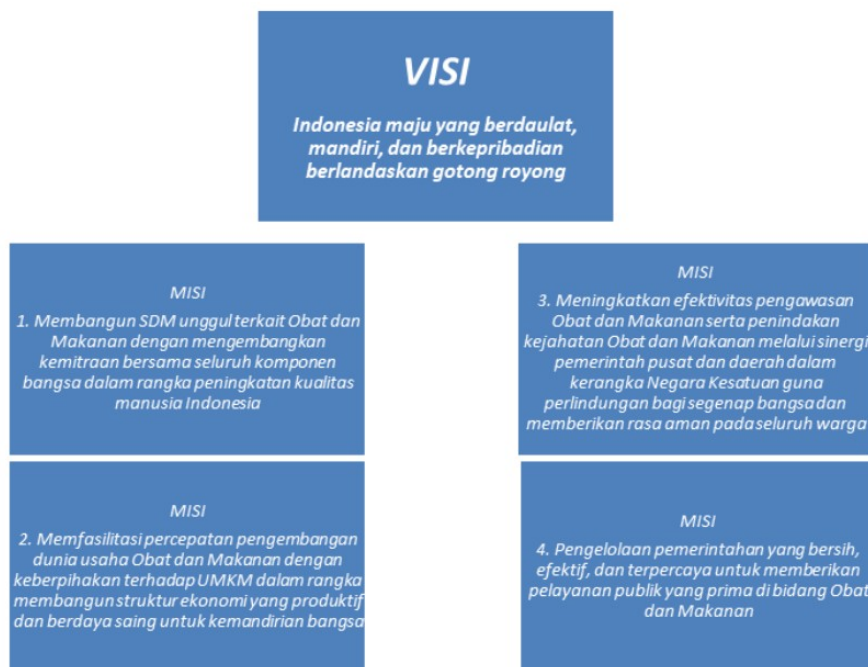 VISI
Indonesia maju yang berdaulat,
mandiri, dan berkepribadian
berlandaskan gotong royong
MISI
1. Membangun SDM unggul terkait Obat dan
Makanan dengan mengembangkan
kemitraan bersama seluruh komponen
bangsa dalam rangka peningkatan kualitas
manusia Indonesia
MISI
2. Memfasilitasi percepatan pengembangan
dunia usaha Obat dan Makanan dengan
keberpihakan terhadap UMKM dalam rangka
membangun struktur ekonomi yang produktif
dan berdaya saing untuk kemandirian bangsa
MISI
3. Meningkatkan efektivitas pengawasan
Obat dan Makanan serta penindakan
kejahatan Obat dan Makanan melalui sinergi
pemerintah pusat dan daerah dalam
kerangka Negara Kesatuan guna
perlindungan bagi segenap bangsa dan
memberikan rasa aman pada seluruh warga
MISI
4. Pengelolaan pemerintahan yang bersih,
efektif, dan terpercaya untuk memberikan
pelayanan publik yang prima di bidang Obat
dan Makanan